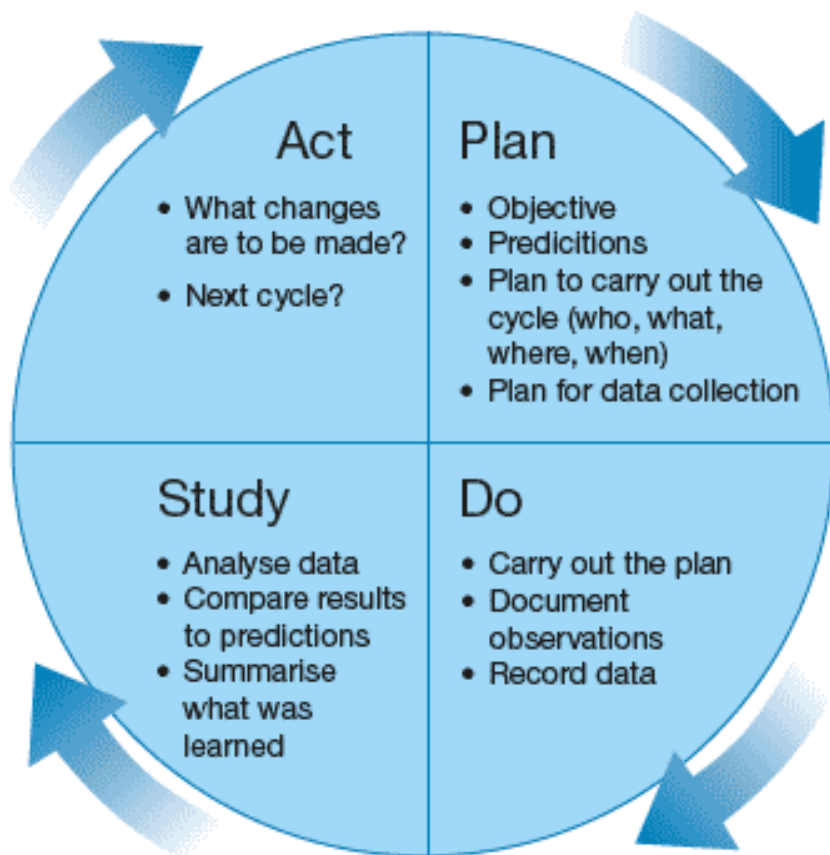 Act
• What changes
are to be made?
• Next cycle?
Plan
• Objective
• Predicitions
• Plan to carry out the
cycle (who, what,
where, when)
• Plan for data collection
Study
• Analyse data
• Compare results
to predictions
• Summarise
what was
learned
Do
• Carry out the plan
• Document
observations
• Record data